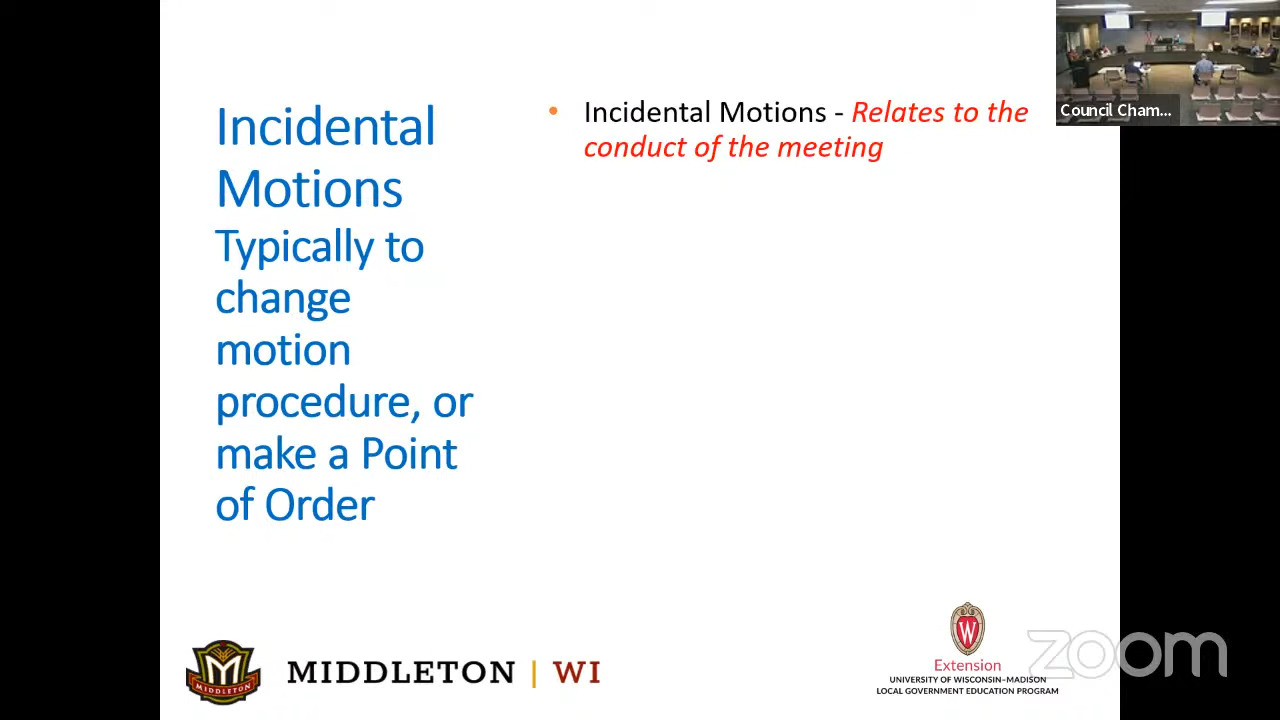 Incidental
Motions
Typically to
change
motion
procedure, or
make a Point
of Order
• Incidental Motions - Relates to the
conduct of the meeting
Council Cham...
M
MIDDLETON
MIDDLETON | WI
W
Extension
UNIVERSITY OF WISCONSIN–MADISON
LOCAL GOVERNMENT EDUCATION PROGRAM
zoom